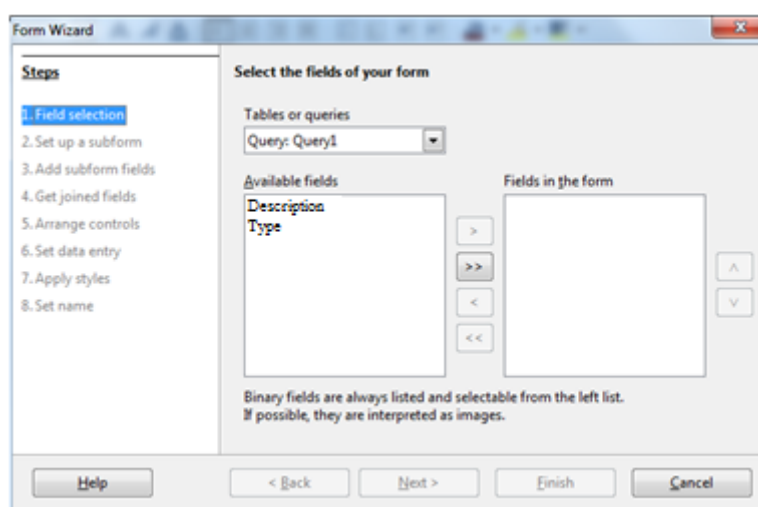 Form Wizard
Steps
1. Field selection
2. Set up a subform
3. Add subform fields
4. Get joined fields
5. Arrange controls
6. Set data entry
7. Apply styles
8. Set name
Select the fields of your form
Tables or queries
Query: Query1
Available fields
Description
Type
>
>>
<
<<
Fields in the form
Binary fields are always listed and selectable from the left list.
If possible, they are interpreted as images.
Help
< Back
Next >
Finish
Cancel